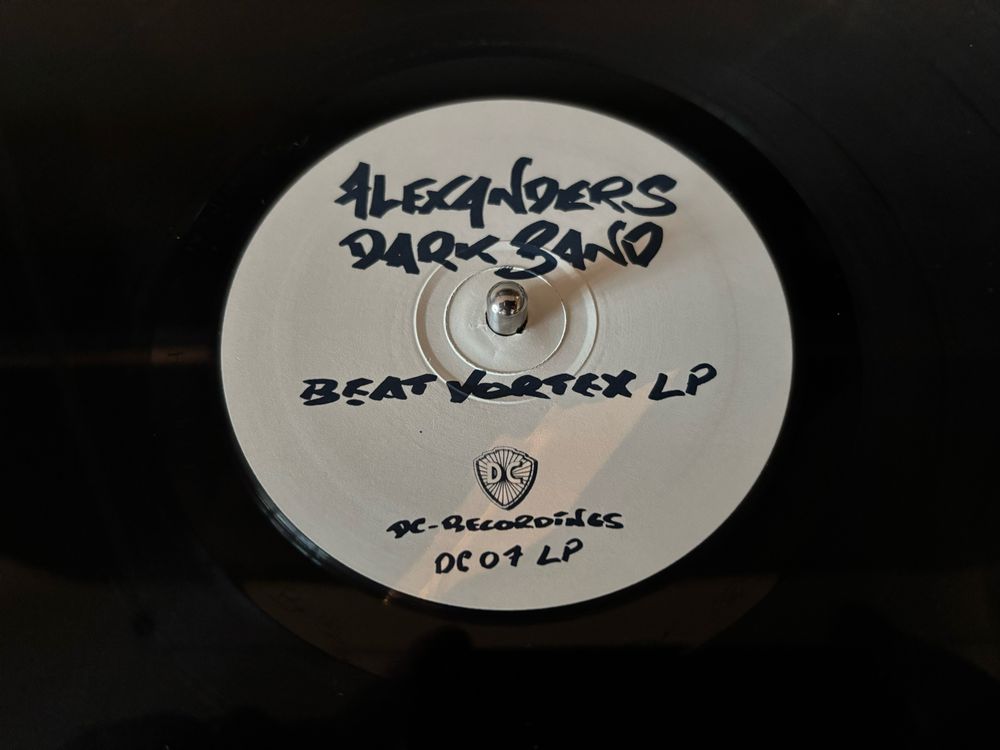 ALEXANDERS
DARK BAND
BEAT VORTEX LP
DC
DC-RECORDINGS
DC 07 LP